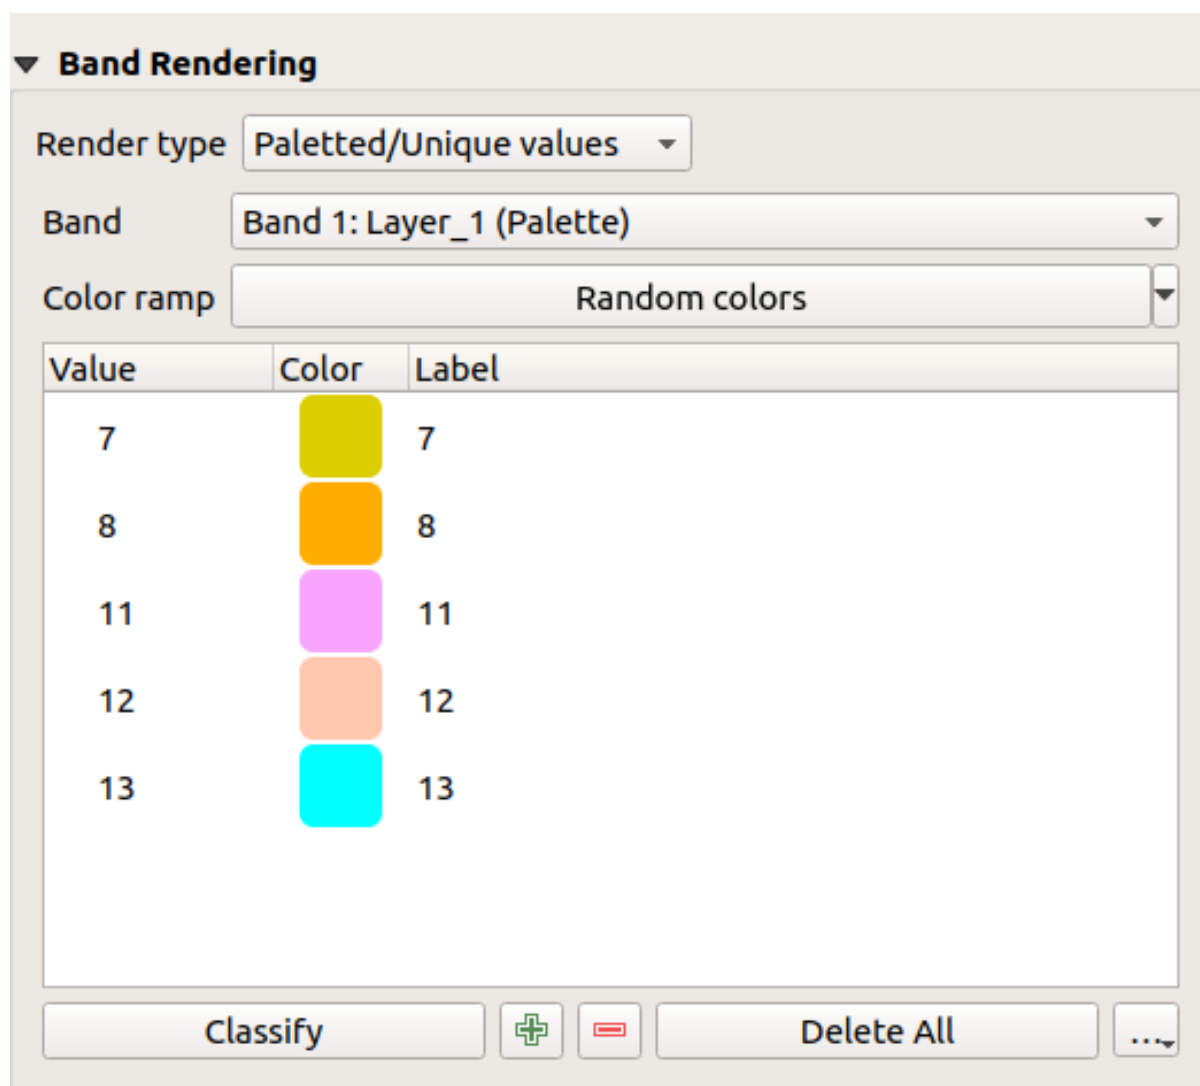 Band Rendering
Render type Paletted/Unique values
Band Band 1: Layer_1 (Palette)
Color ramp Random colors
Value Color Label
7 7
8 8
11 11
12 12
13 13
Classify Delete All ...